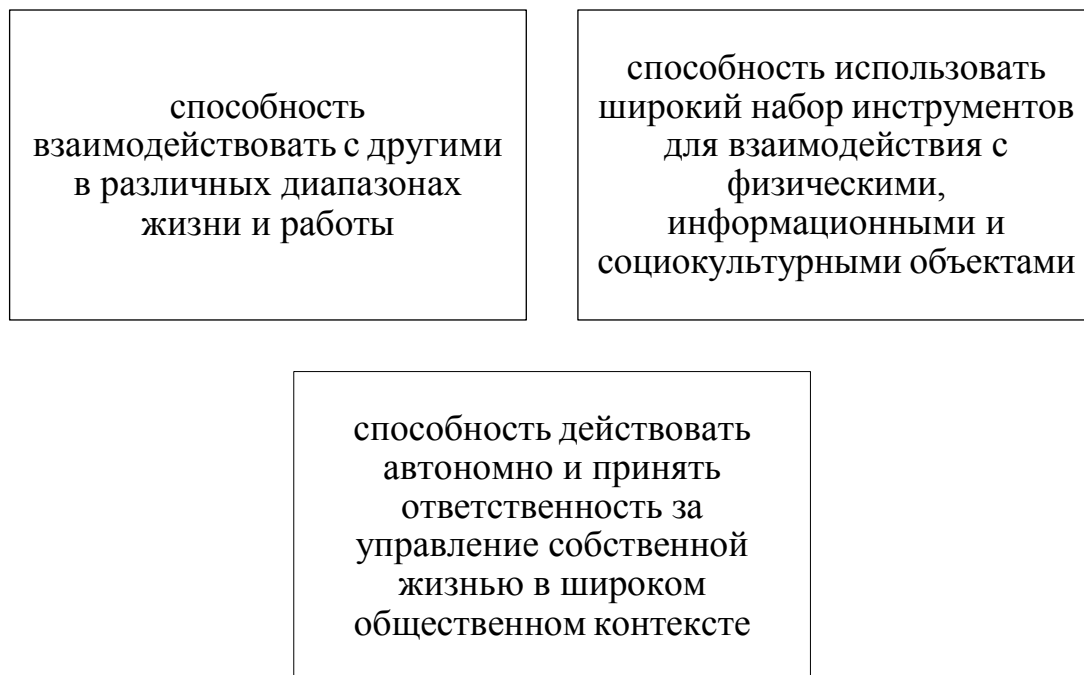 способность
взаимодействовать с другими
в различных диапазонах
жизни и работы
способность использовать
широкий набор инструментов
для взаимодействия с
физическими,
информационными и
социокультурными объектами
способность действовать
автономно и принять
ответственность за
управление собственной
жизнью в широком
общественном контексте